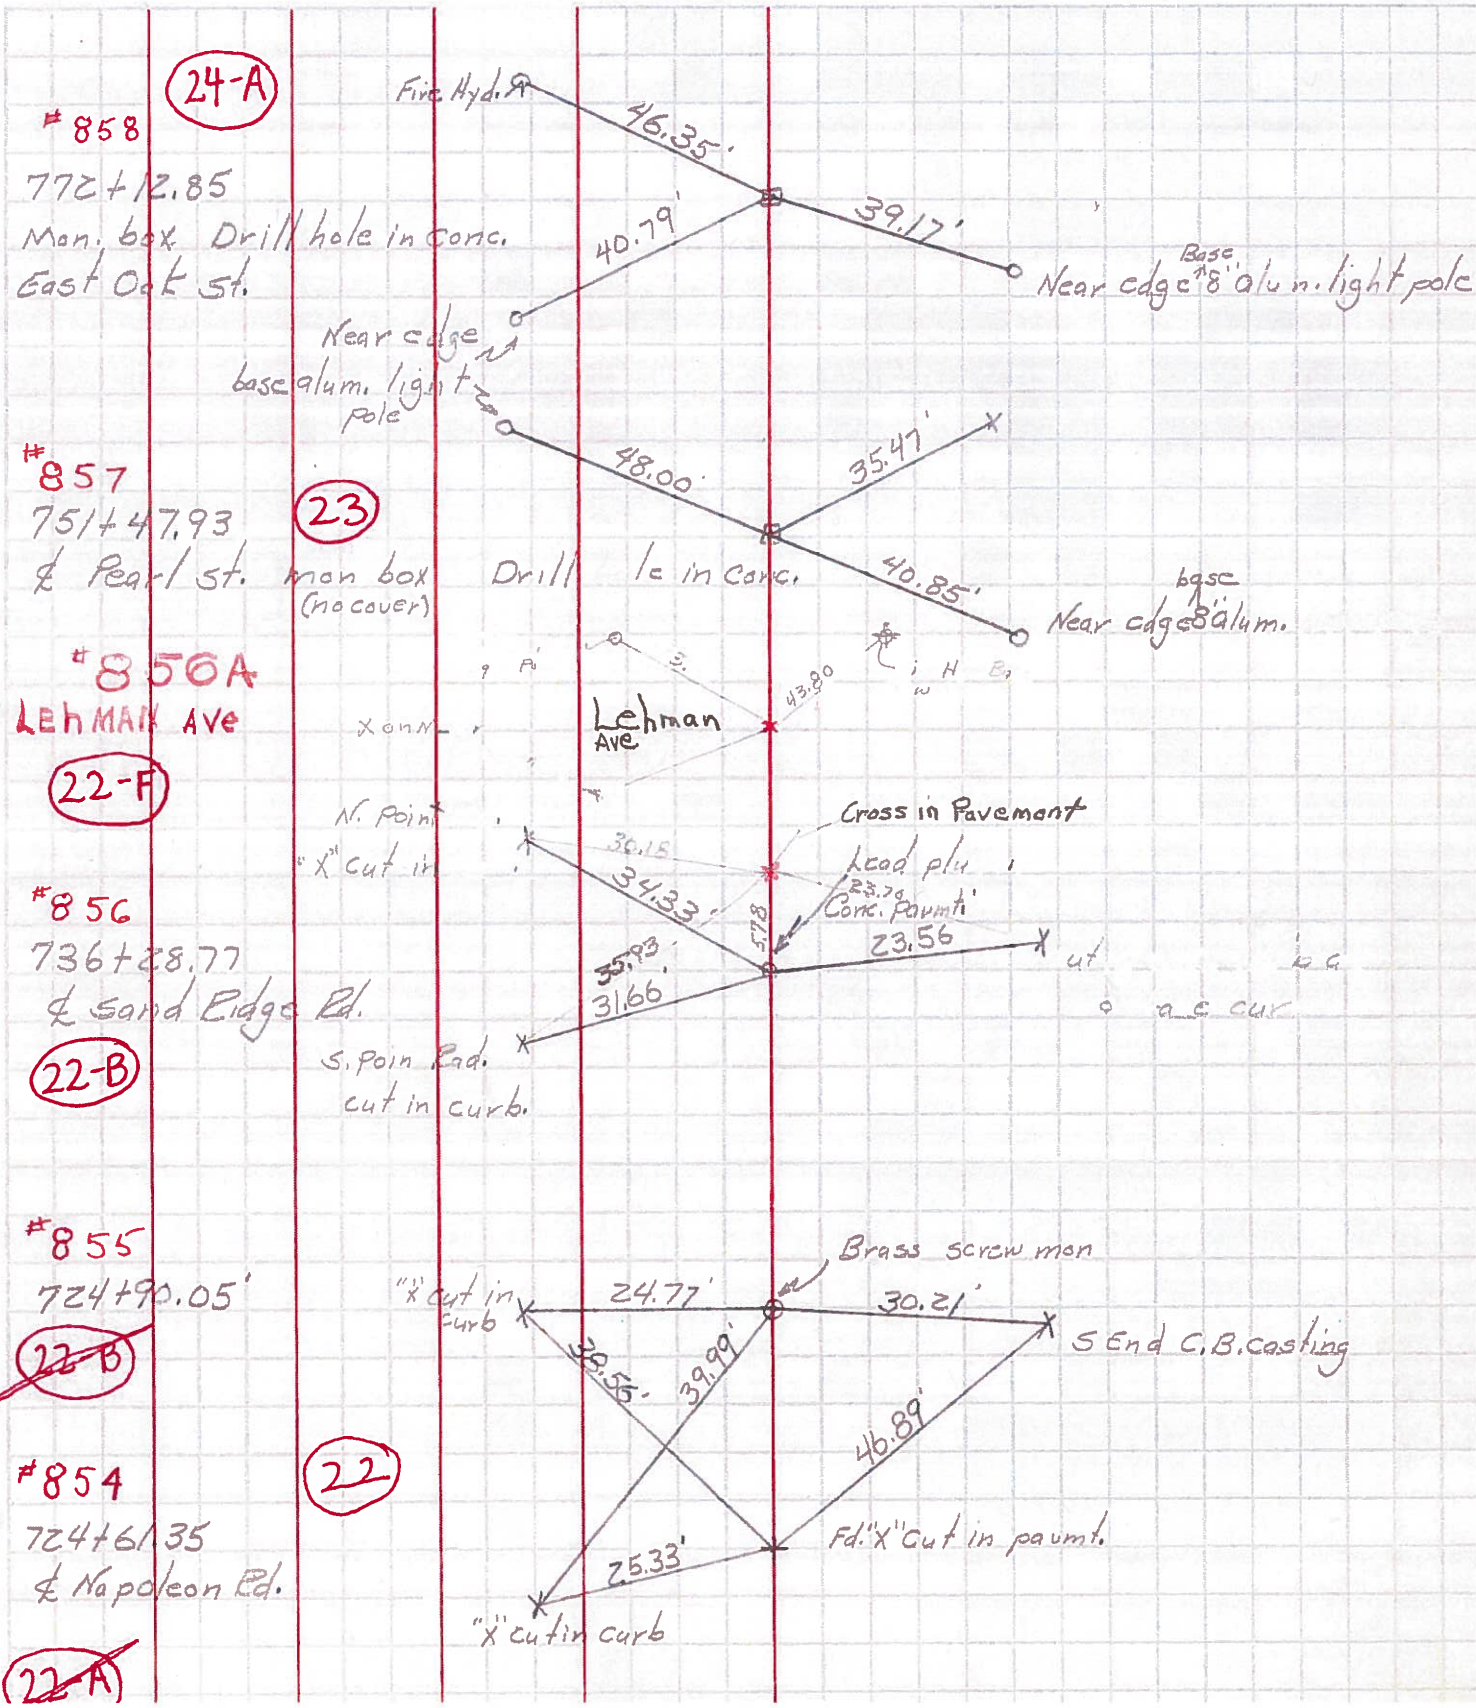 24-A
#858
772+12.85
Mon. box Drill hole in conc.
East Oak St.
Fire Hyd.
46.35'
40.79'
39.17'
Base
Near edge 8" alum. light pole
Near edge
base alum. light
pole
#857
751+47.93
23
℄ Pearl St. mon box Drill in conc.
(no cover)
48.00'
35.47'
40.85'
base
Near edge 8" alum.
#856A
LEhMAN AVe
22-F
X on N
Lehman
Ave
43.80
N. Point
"X" cut in
30.18
34.33'
Cross in Pavement
Lead
23.70
Conc. pavmt.
5.78
23.56
#856
736+28.77
℄ Sand Ridge Rd.
22-B
35.93
31.66'
S. Poin Rad.
cut in curb.
#855
724+90.05'
22-B
"X" cut in
curb
24.77'
Brass screw mon
30.21'
S End C.B. casting
38.55'
39.99'
46.89'
#854
724+61.35
℄ Napoleon Rd.
22
25.33'
Fd. "X" Cut in pavmt.
"X" cut in curb
22-A